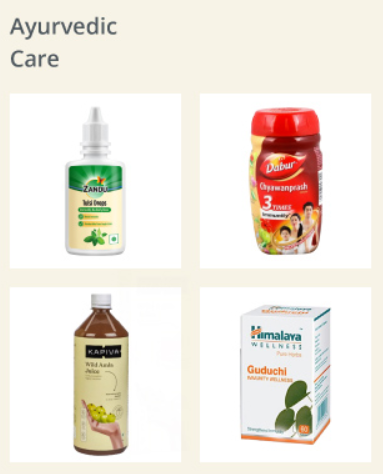 Ayurvedic
Care
ZANDU
Tulsi Drops
Dabur
Chyawanprash
3 TIMES
immunity
KAPIVA
Wild Amla
Juice
Himalaya
WELLNESS
Pure Herbs
Guduchi
IMMUNITY WELLNESS
60